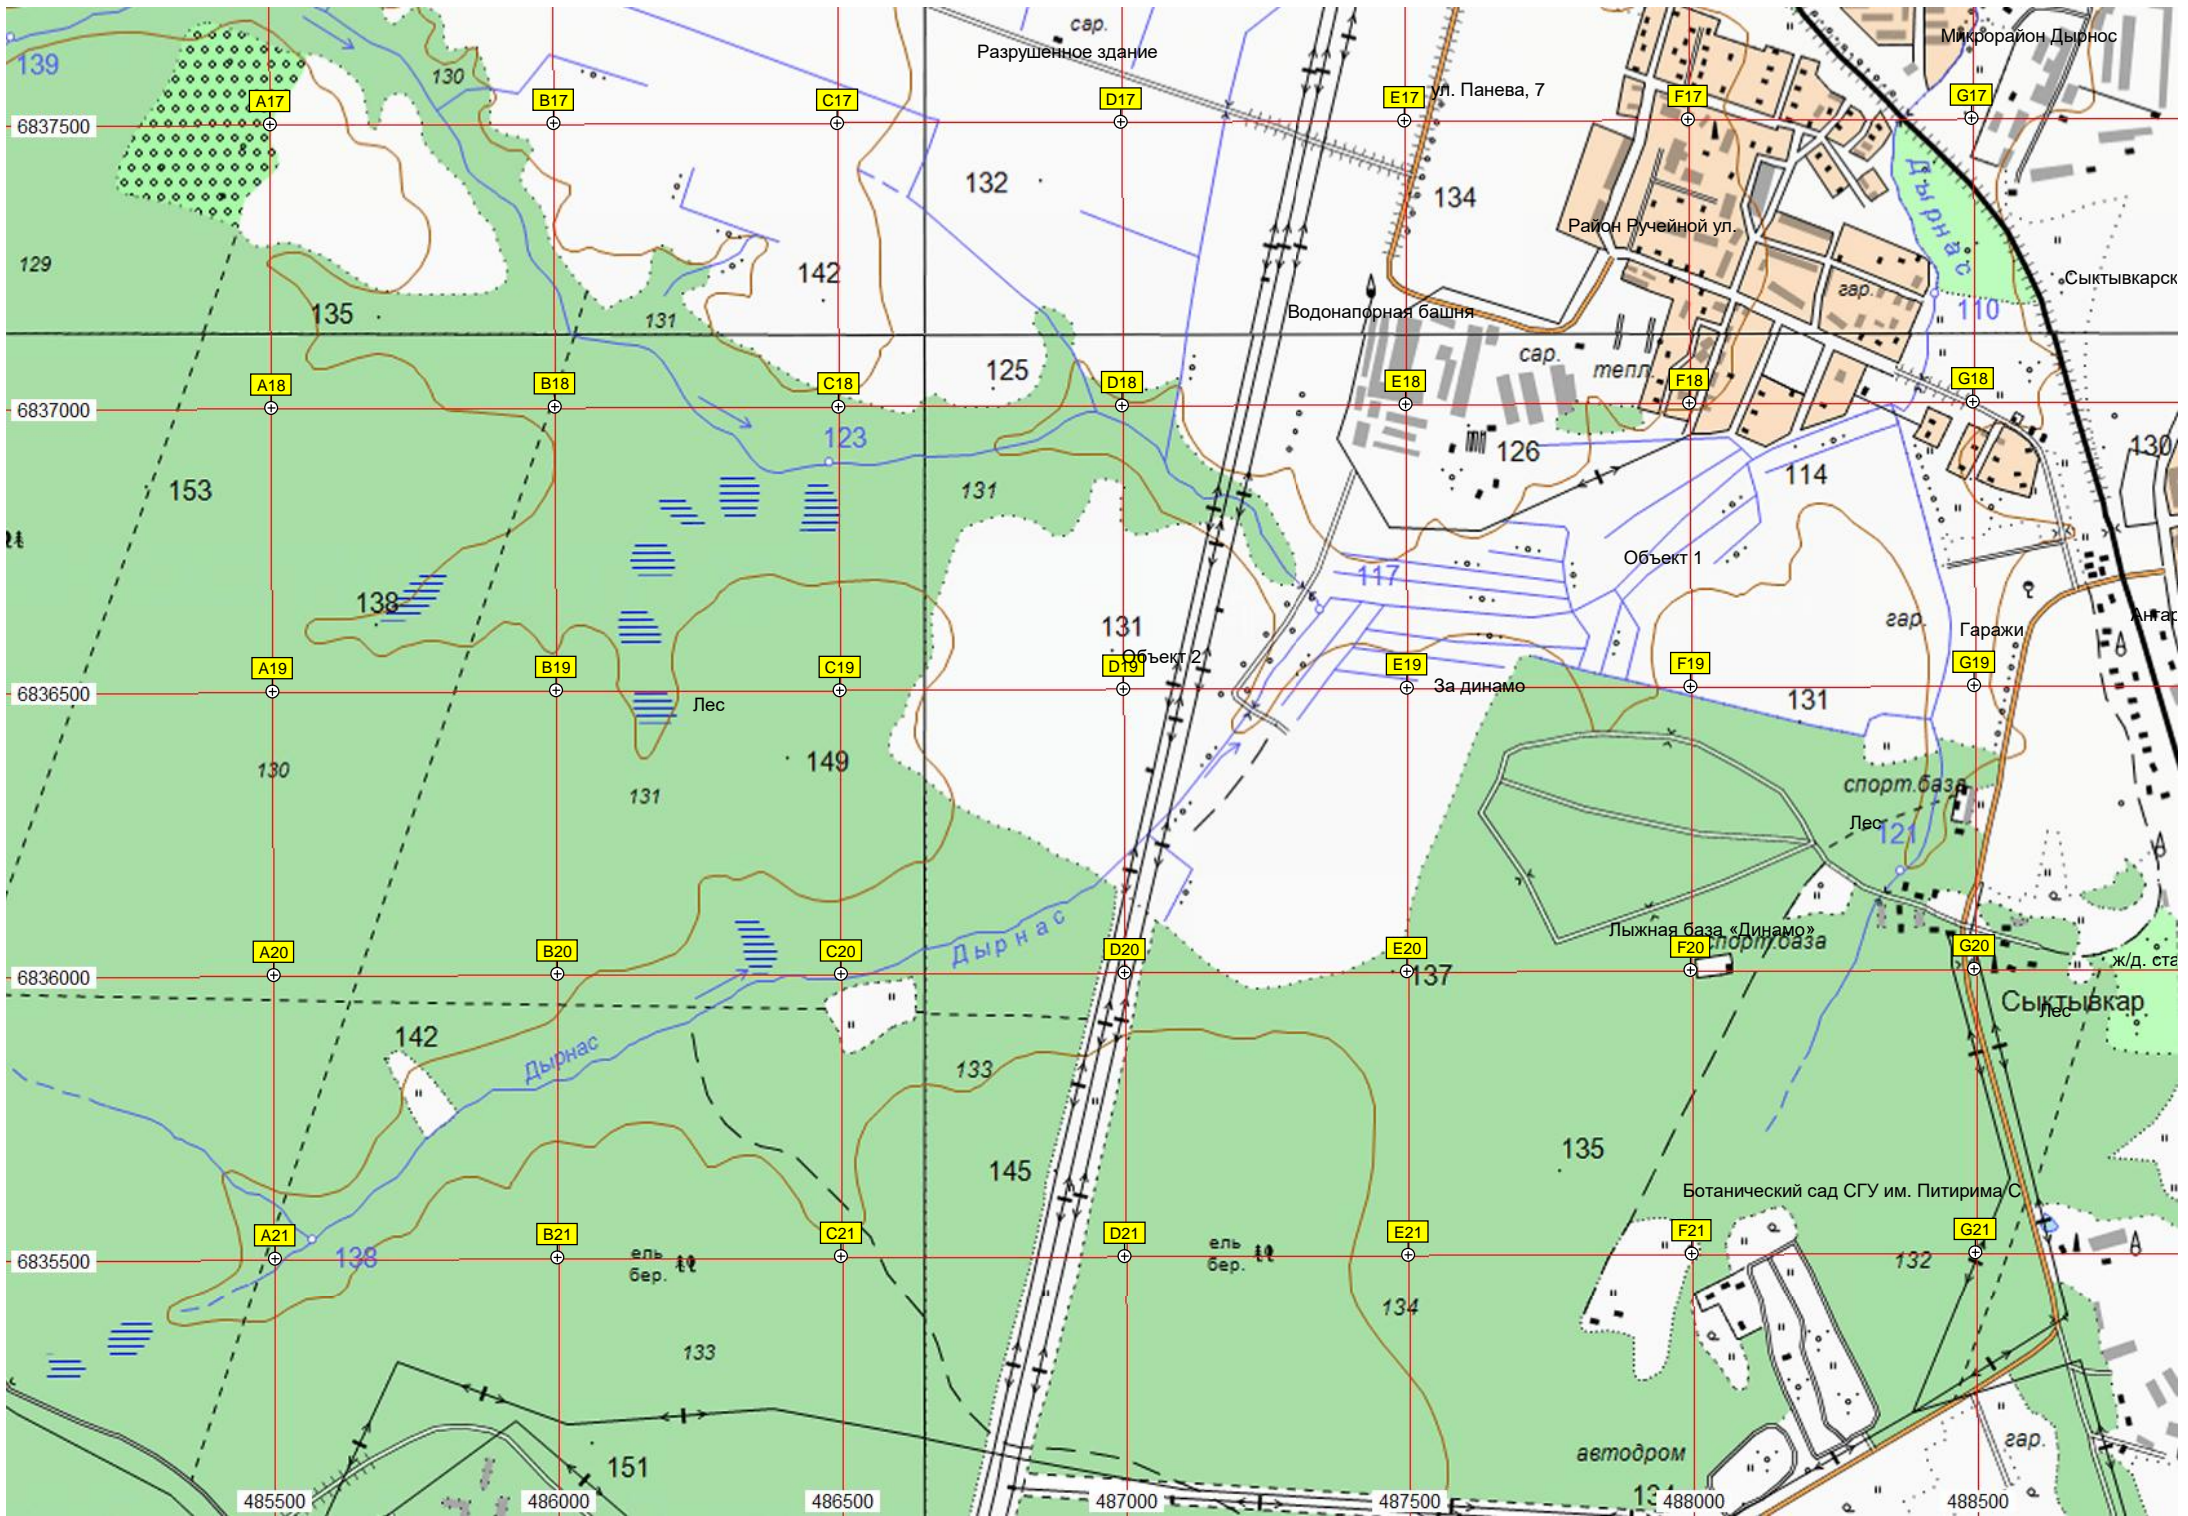 сар.
Разрушенное здание
Микрорайон Дырнос
139
130
A17
B17
C17
D17
E17
ул. Панева, 7
F17
G17
6837500
132
134
Дырнас
Район Ручейной ул.
129
142
гар.
Сыктывкарск
135
131
Водонапорная башня
110
125
сар.
тепл.
A18
B18
C18
D18
E18
F18
G18
6837000
123
126
130
153
131
114
Объект 1
117
138
131
гар.
Гаражи
Ангар
Объект 2
A19
B19
C19
D19
E19
F19
G19
6836500
За динамо
Лес
131
149
130
131
спорт.база
Лес
121
Дырнас
Лыжная база «Динамо»
спорт.база
A20
B20
C20
D20
E20
F20
G20
ж/д. ста
6836000
137
Сыктывкар
Лес
142
Дырнас
133
135
145
Ботанический сад СГУ им. Питирима С
A21
B21
C21
D21
E21
F21
G21
6835500
138
ель
бер.
ель
бер.
132
134
133
гар.
автодром
151
134
485500
486000
486500
487000
487500
488000
488500